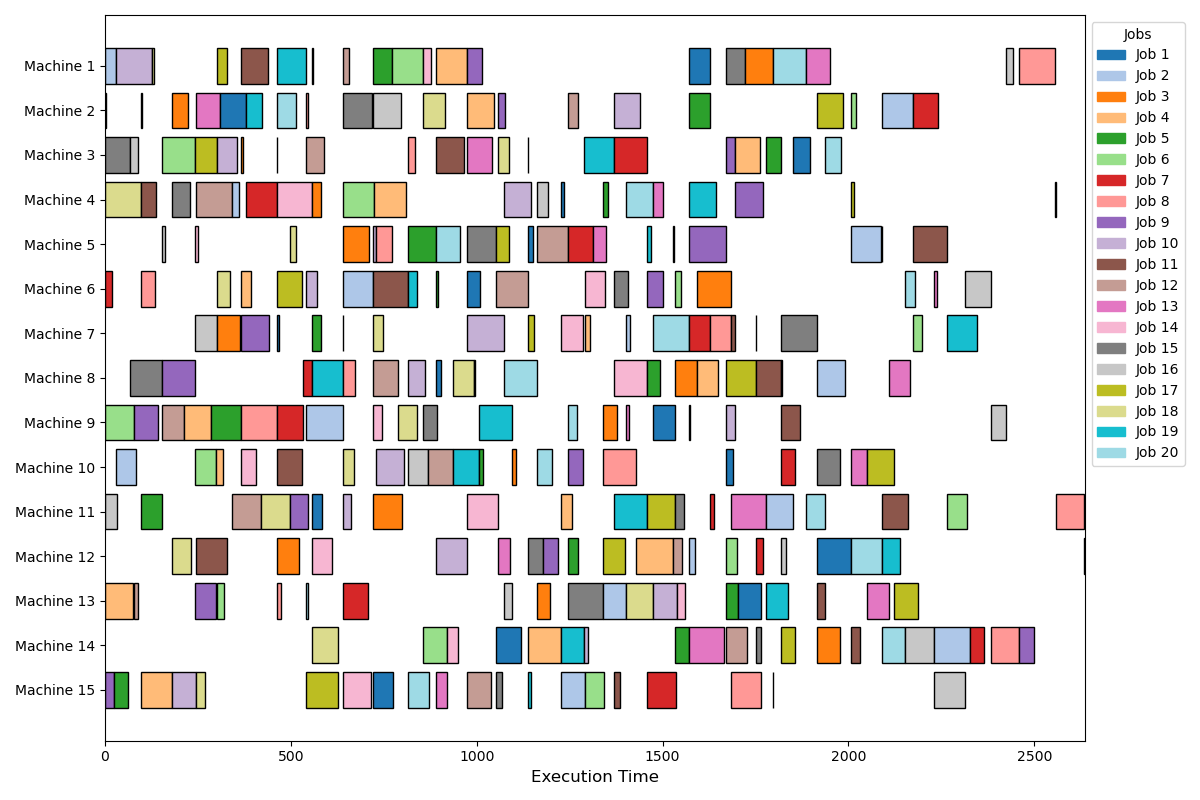 Machine 1
Machine 2
Machine 3
Machine 4
Machine 5
Machine 6
Machine 7
Machine 8
Machine 9
Machine 10
Machine 11
Machine 12
Machine 13
Machine 14
Machine 15
0
500
1000
1500
2000
2500
Execution Time
Jobs
Job 1
Job 2
Job 3
Job 4
Job 5
Job 6
Job 7
Job 8
Job 9
Job 10
Job 11
Job 12
Job 13
Job 14
Job 15
Job 16
Job 17
Job 18
Job 19
Job 20